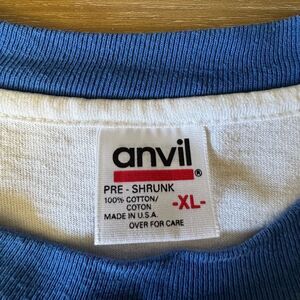 anvil
®
PRE - SHRUNK
100% COTTON/
COTON
-XL-
MADE IN U.S.A.
OVER FOR CARE